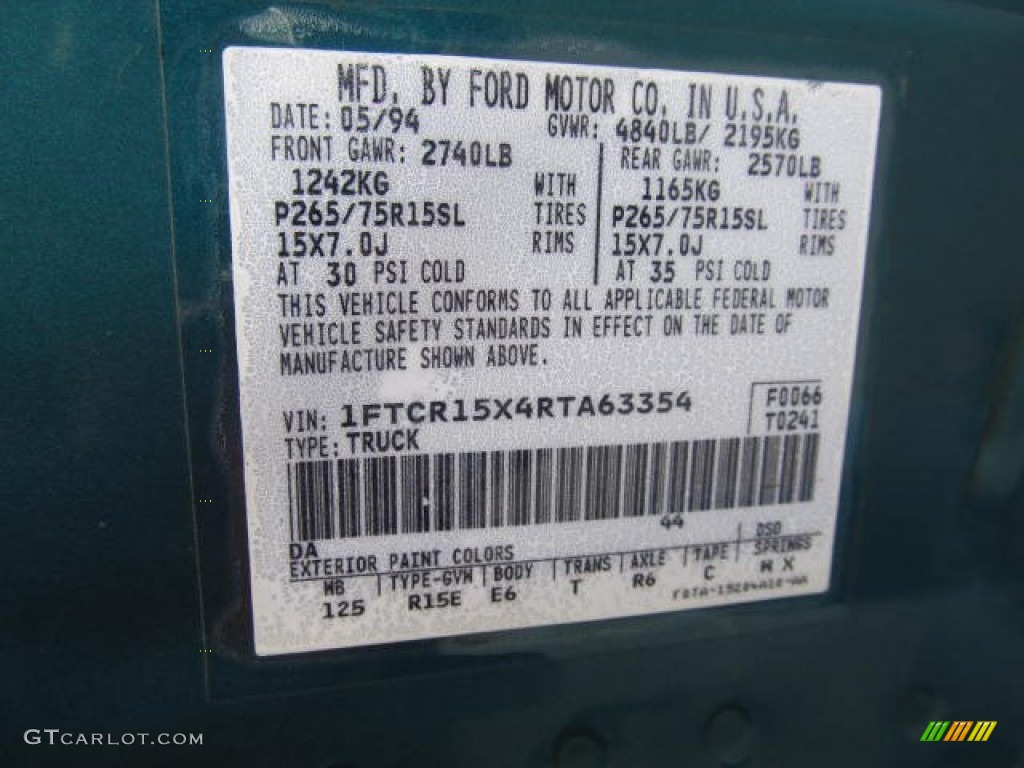 MFD. BY FORD MOTOR CO. IN U.S.A.
DATE: 05/94 GVWR: 4840LB/ 2195KG
FRONT GAWR: 2740LB REAR GAWR: 2570LB
1242KG WITH 1165KG WITH
P265/75R15SL TIRES P265/75R15SL TIRES
15X7.0J RIMS 15X7.0J RIMS
AT 30 PSI COLD AT 35 PSI COLD
THIS VEHICLE CONFORMS TO ALL APPLICABLE FEDERAL MOTOR
VEHICLE SAFETY STANDARDS IN EFFECT ON THE DATE OF
MANUFACTURE SHOWN ABOVE.
VIN: 1FTCR15X4RTA63354 F0066
TYPE: TRUCK T0241
44
DA DSO
EXTERIOR PAINT COLORS
WB TYPE-GVW BODY TRANS AXLE TAPE SPRINGS
125 R15E E6 T R6 C W X
GTCARLOT.COM